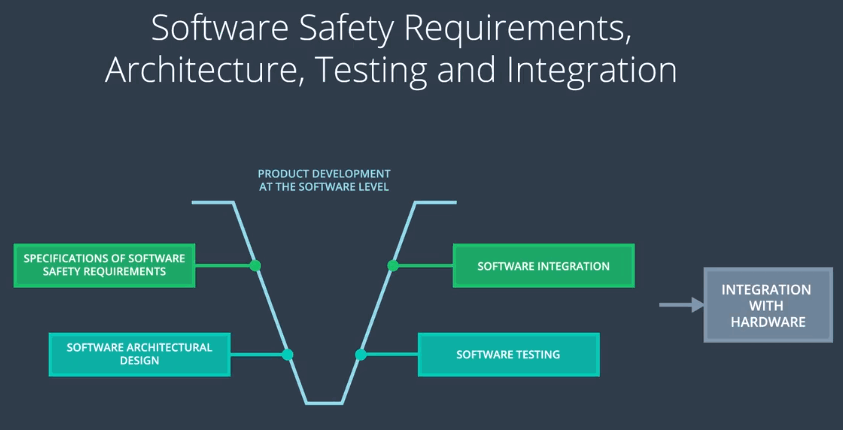 Software Safety Requirements,
Architecture, Testing and Integration
PRODUCT DEVELOPMENT
AT THE SOFTWARE LEVEL
SPECIFICATIONS OF SOFTWARE
SAFETY REQUIREMENTS
SOFTWARE INTEGRATION
INTEGRATION
WITH
HARDWARE
SOFTWARE ARCHITECTURAL
DESIGN
SOFTWARE TESTING